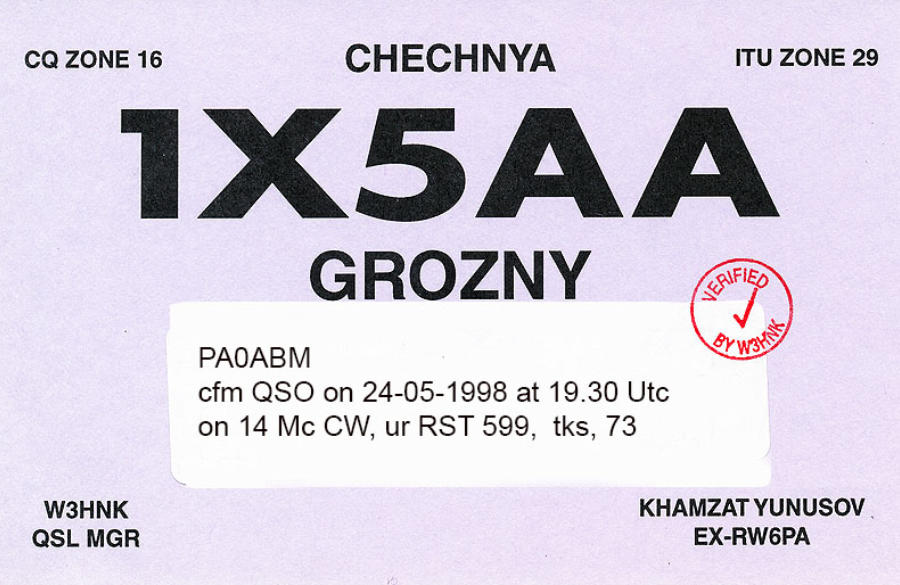 CQ ZONE 16
CHECHNYA
ITU ZONE 29
1X5AA
GROZNY
VERIFIED
BY W3HNK
PA0ABM
cfm QSO on 24-05-1998 at 19.30 Utc
on 14 Mc CW, ur RST 599, tks, 73
W3HNK
QSL MGR
KHAMZAT YUNUSOV
EX-RW6PA